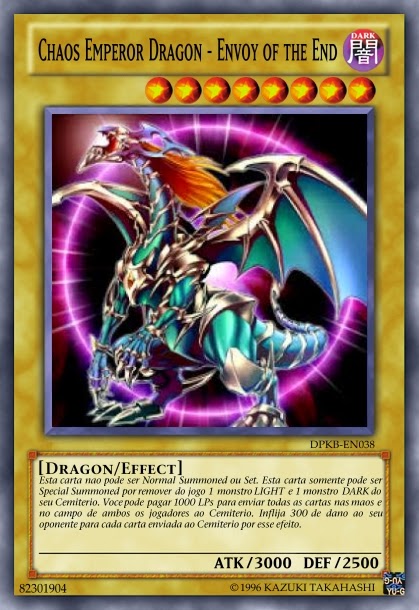 CHAOS EMPEROR DRAGON - ENVOY OF THE END
DARK
闇
DPKB-EN038
[DRAGON/EFFECT]
Esta carta nao pode ser Normal Summoned ou Set. Esta carta somente pode ser
Special Summoned por remover do jogo 1 monstro LIGHT e 1 monstro DARK do
seu Cemiterio. Voce pode pagar 1000 LPs para enviar todas as cartas nas maos e
no campo de ambos os jogadores ao Cemiterio. Inflija 300 de dano ao seu
oponente para cada carta enviada ao Cemiterio por esse efeito.
ATK/3000 DEF/2500
82301904
©1996 KAZUKI TAKAHASHI